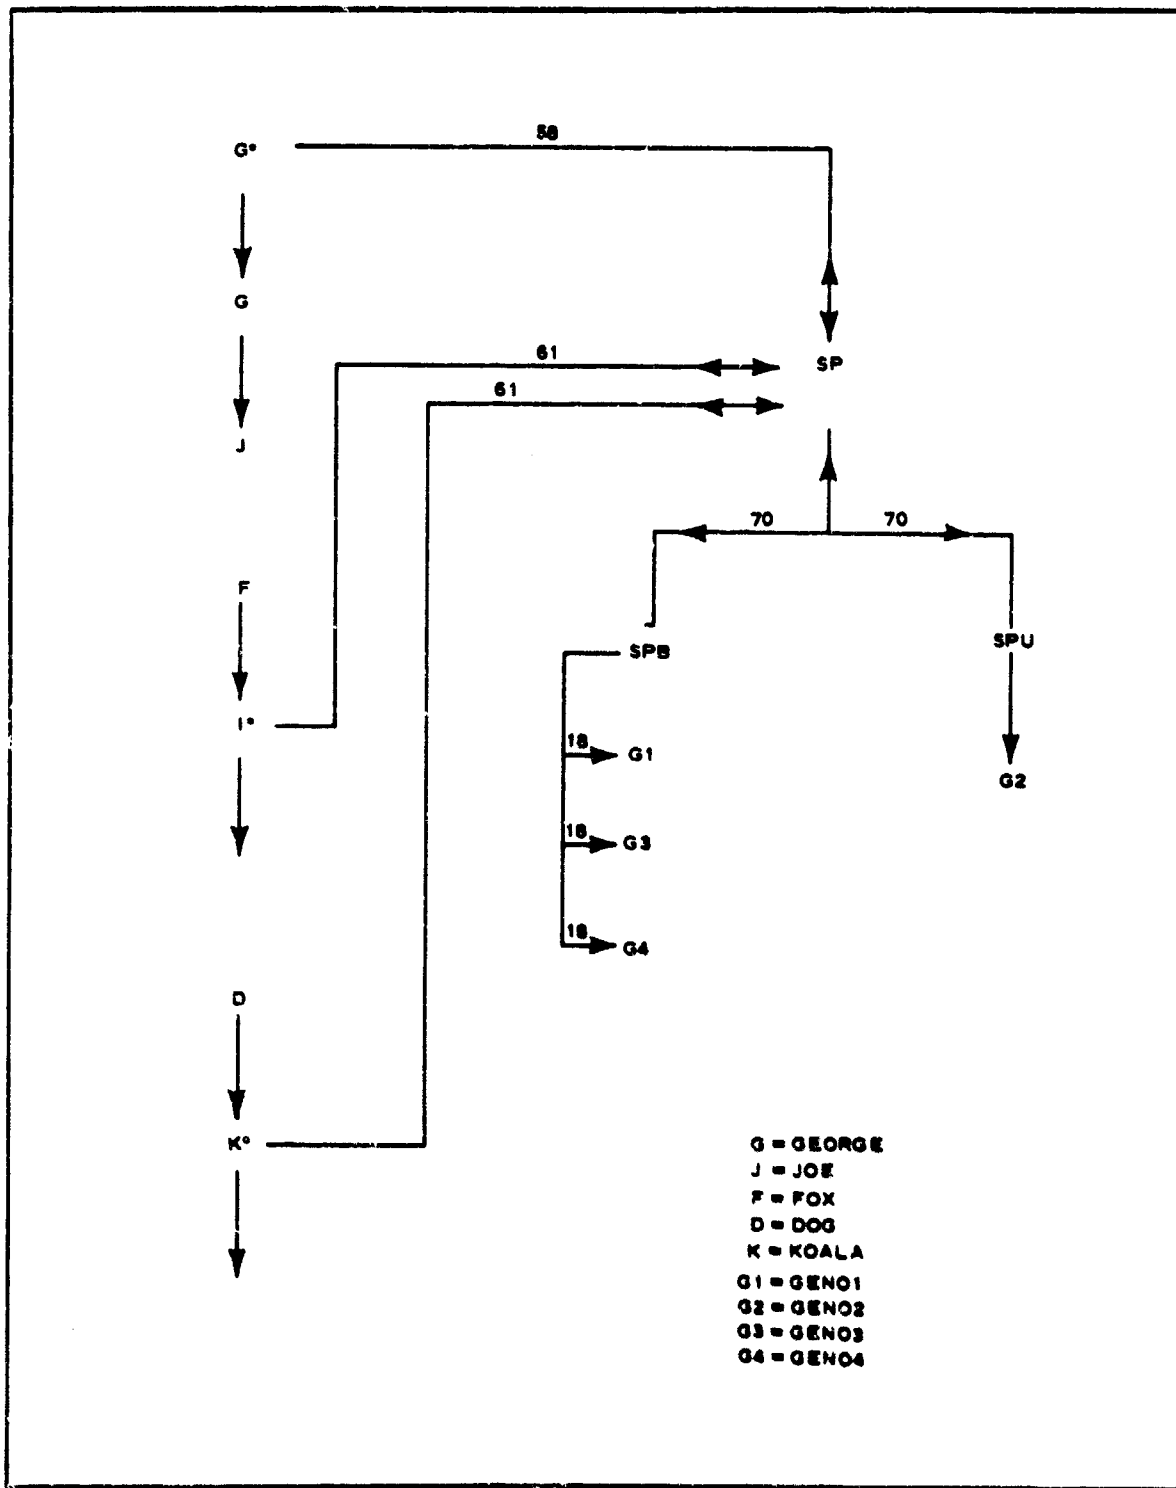 58
G°
G
61
SP
61
J
70
70
F
SPU
SPB
I°
18
G1
G2
18
G3
18
G4
D
K°
G = GEORGE
J = JOE
F = FOX
D = DOG
K = KOALA
G1 = GENO1
G2 = GENO2
G3 = GENO3
G4 = GENO4